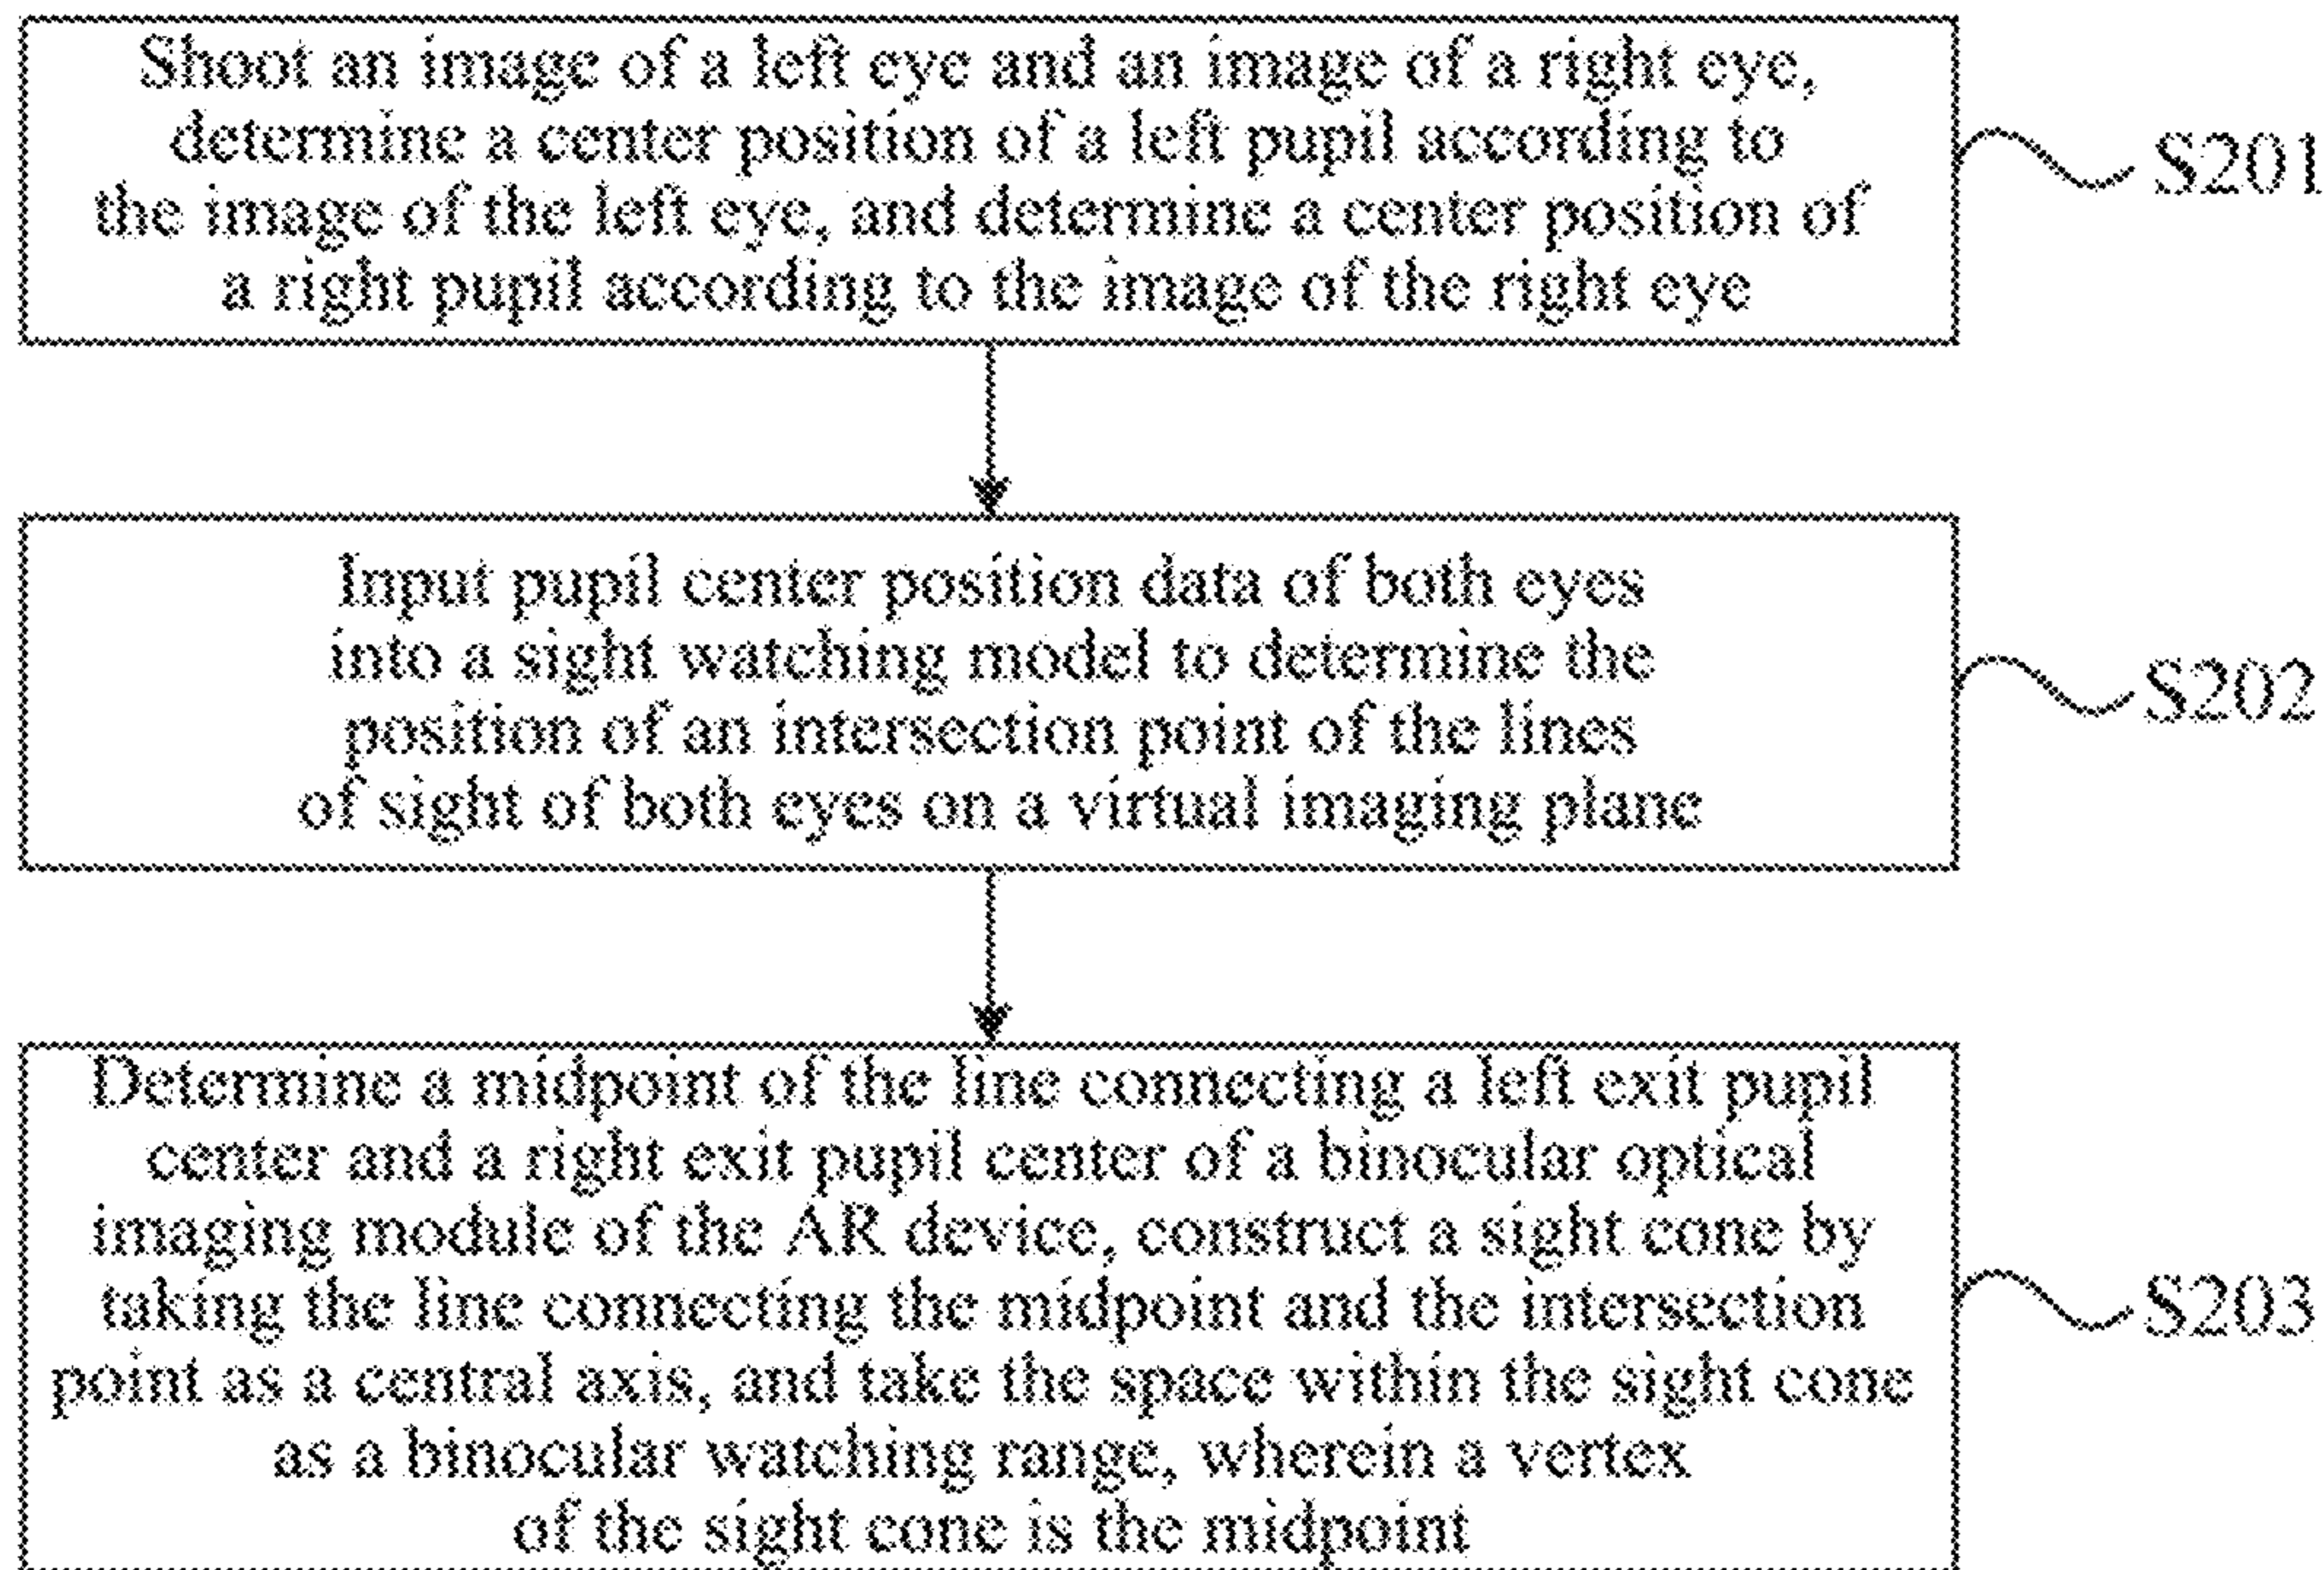 Shoot an image of a left eye and an image of a right eye,
determine a center position of a left pupil according to
the image of the left eye, and determine a center position of
a right pupil according to the image of the right eye
S201
Input pupil center position data of both eyes
into a sight watching model to determine the
position of an intersection point of the lines
of sight of both eyes on a virtual imaging plane
S202
Determine a midpoint of the line connecting a left exit pupil
center and a right exit pupil center of a binocular optical
imaging module of the AR device, construct a sight cone by
taking the line connecting the midpoint and the intersection
point as a central axis, and take the space within the sight cone
as a binocular watching range, wherein a vertex
of the sight cone is the midpoint
S203